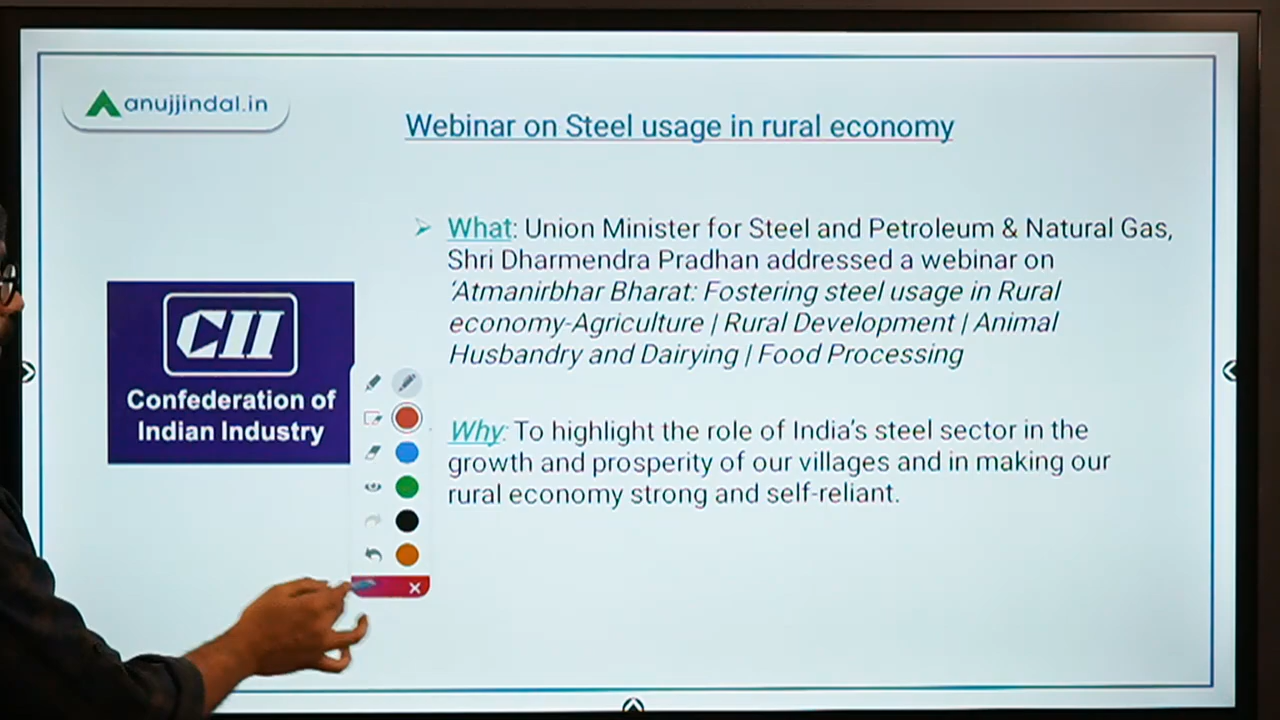 anujjindal.in
Webinar on Steel usage in rural economy
What: Union Minister for Steel and Petroleum & Natural Gas,
Shri Dharmendra Pradhan addressed a webinar on
‘Atmanirbhar Bharat: Fostering steel usage in Rural
economy-Agriculture | Rural Development | Animal
Husbandry and Dairying | Food Processing
CII
Confederation of
Indian Industry
Why: To highlight the role of India’s steel sector in the
growth and prosperity of our villages and in making our
rural economy strong and self-reliant.